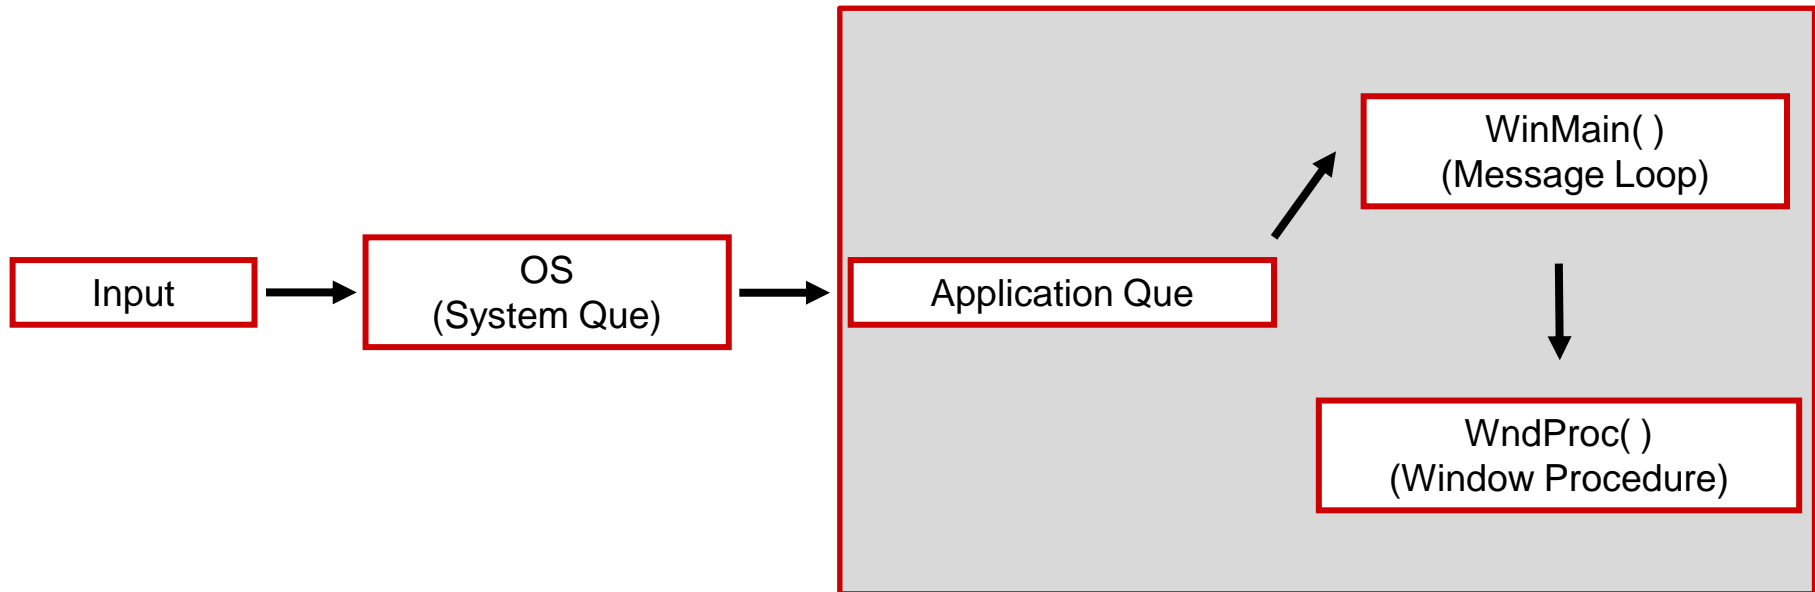 Input
OS
(System Que)
Application Que
WinMain( )
(Message Loop)
WndProc( )
(Window Procedure)